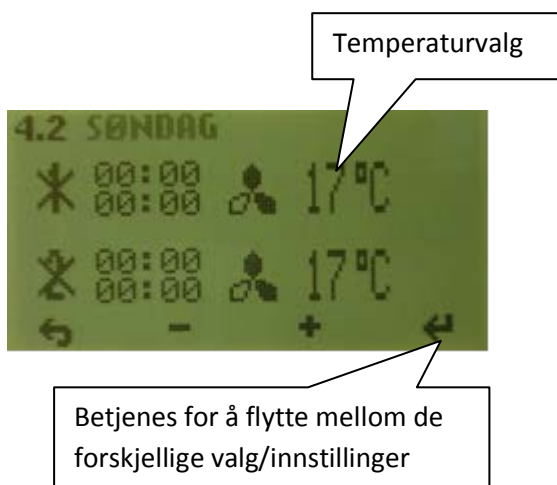 Temperaturvalg
4.2 SØNDAG
00:00 17°C
00:00
00:00 17°C
00:00
- +
Betjenes for å flytte mellom de
forskjellige valg/innstillinger